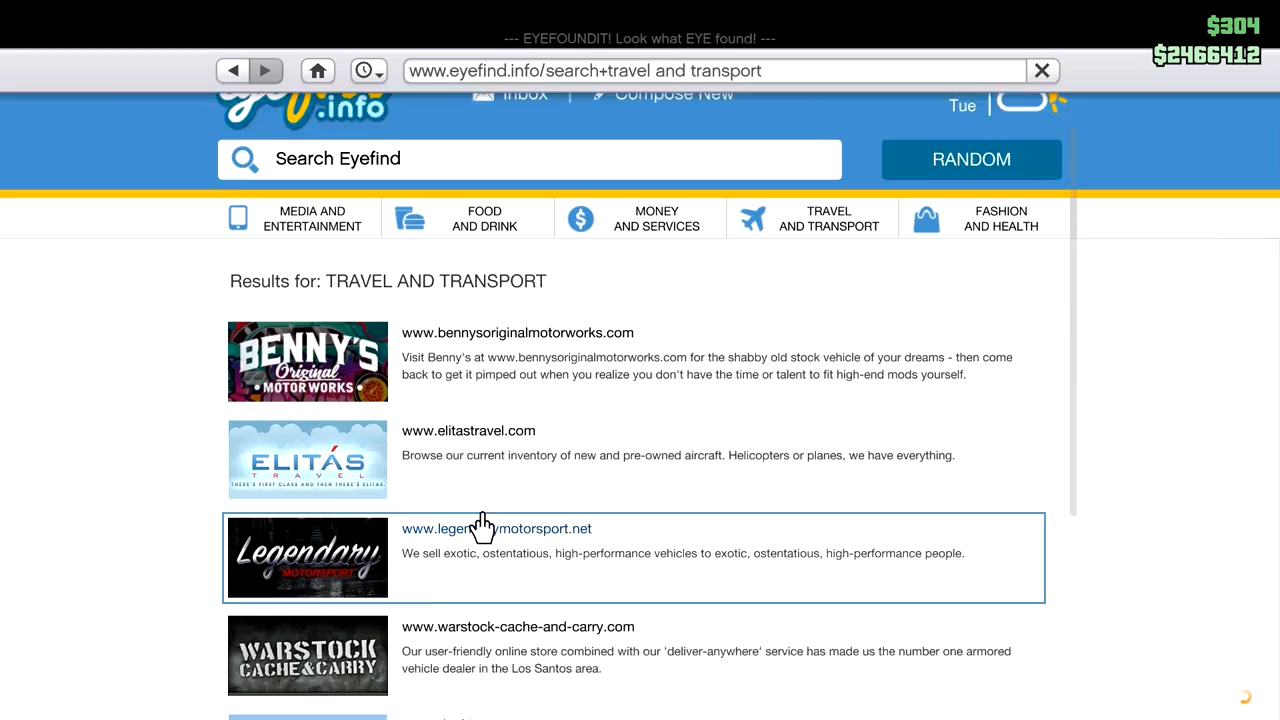 $304
--- EYEFOUNDIT! Look what EYE found! ---
$2466412
www.eyefind.info/search+travel and transport
.info
Inbox | Compose New
Tue
Search Eyefind
RANDOM
MEDIA AND
ENTERTAINMENT
FOOD
AND DRINK
MONEY
AND SERVICES
TRAVEL
AND TRANSPORT
FASHION
AND HEALTH
Results for: TRAVEL AND TRANSPORT
BENNY'S
Original
MOTOR WORKS
www.bennysoriginalmotorworks.com
Visit Benny's at www.bennysoriginalmotorworks.com for the shabby old stock vehicle of your dreams - then come
back to get it pimped out when you realize you don't have the time or talent to fit high-end mods yourself.
ELITÁS
TRAVEL
THERE'S FIRST CLASS AND THEN THERE'S ELITAS.
www.elitastravel.com
Browse our current inventory of new and pre-owned aircraft. Helicopters or planes, we have everything.
Legendary
MOTORSPORT
www.legendarymotorsport.net
We sell exotic, ostentatious, high-performance vehicles to exotic, ostentatious, high-performance people.
WARSTOCK
CACHE&CARRY
www.warstock-cache-and-carry.com
Our user-friendly online store combined with our 'deliver-anywhere' service has made us the number one armored
vehicle dealer in the Los Santos area.